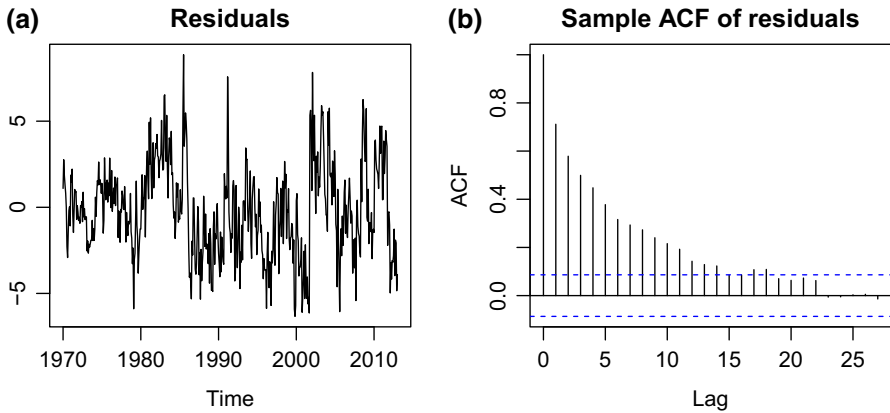 (a) Residuals
5
0
−5
1970 1980 1990 2000 2010
Time
(b) Sample ACF of residuals
ACF
0.8
0.4
0.0
0 5 10 15 20 25
Lag